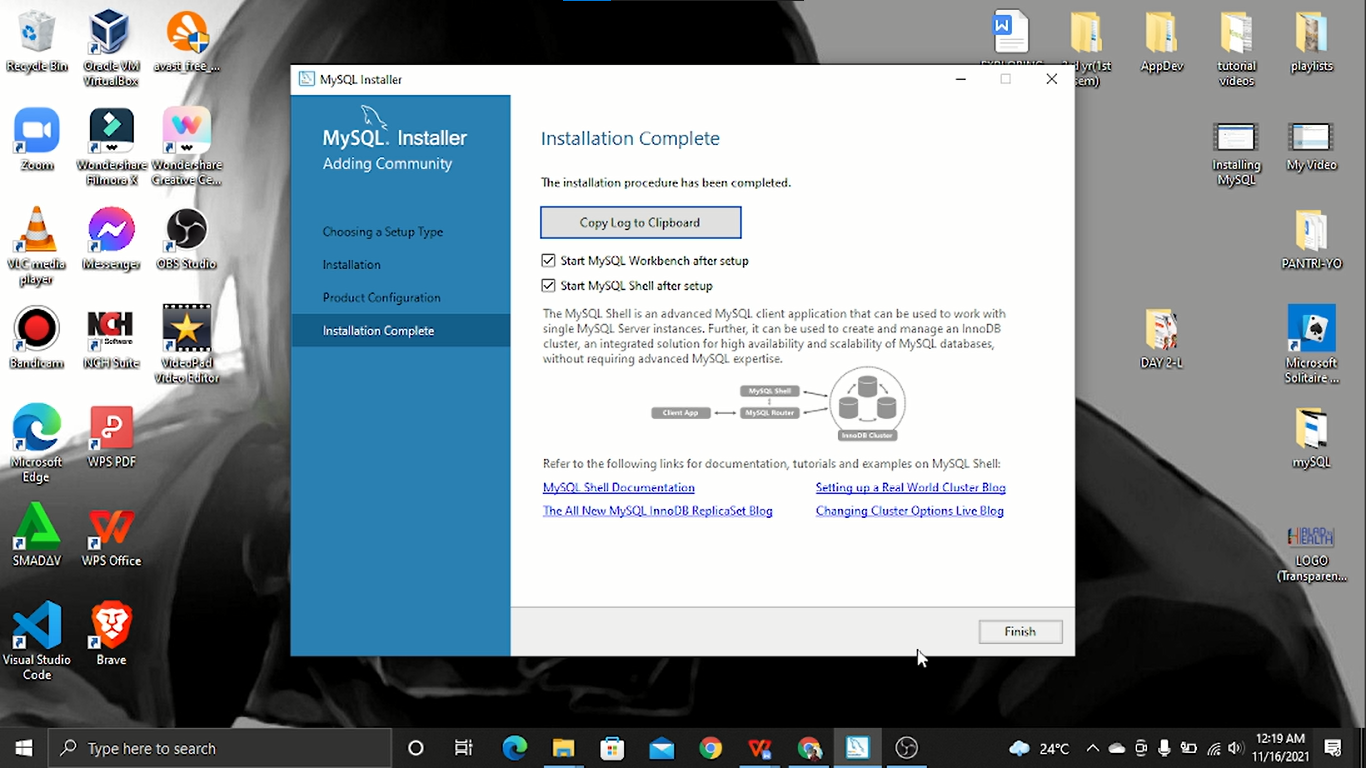 Recycle Bin
Oracle VM
VirtualBox
avast_free_...
Zoom
Wondershare
Filmora X
Wondershare
Creative Ce...
VLC media
player
Messenger
OBS Studio
Bandicam
NCH
Software
NCH Suite
VideoPad
Video Editor
Microsoft
Edge
WPS PDF
SMADΔV
WPS Office
Visual Studio
Code
Brave
MySQL Installer
MySQL. Installer
Adding Community
Choosing a Setup Type
Installation
Product Configuration
Installation Complete
Installation Complete
The installation procedure has been completed.
Copy Log to Clipboard
Start MySQL Workbench after setup
Start MySQL Shell after setup
The MySQL Shell is an advanced MySQL client application that can be used to work with
single MySQL Server instances. Further, it can be used to create and manage an InnoDB
cluster, an integrated solution for high availability and scalability of MySQL databases,
without requiring advanced MySQL expertise.
MySQL Shell
Client App
MySQL Router
InnoDB Cluster
Refer to the following links for documentation, tutorials and examples on MySQL Shell:
MySQL Shell Documentation
Setting up a Real World Cluster Blog
The All New MySQL InnoDB ReplicaSet Blog
Changing Cluster Options Live Blog
Finish
yr(1st
sem)
AppDev
tutorial
videos
playlists
Installing
MySQL
My Video
PANTRI-YO
DAY 2-L
Microsoft
Solitaire ...
mySQL
LOGO
(Transparen...
Type here to search
24°C
12:19 AM
11/16/2021